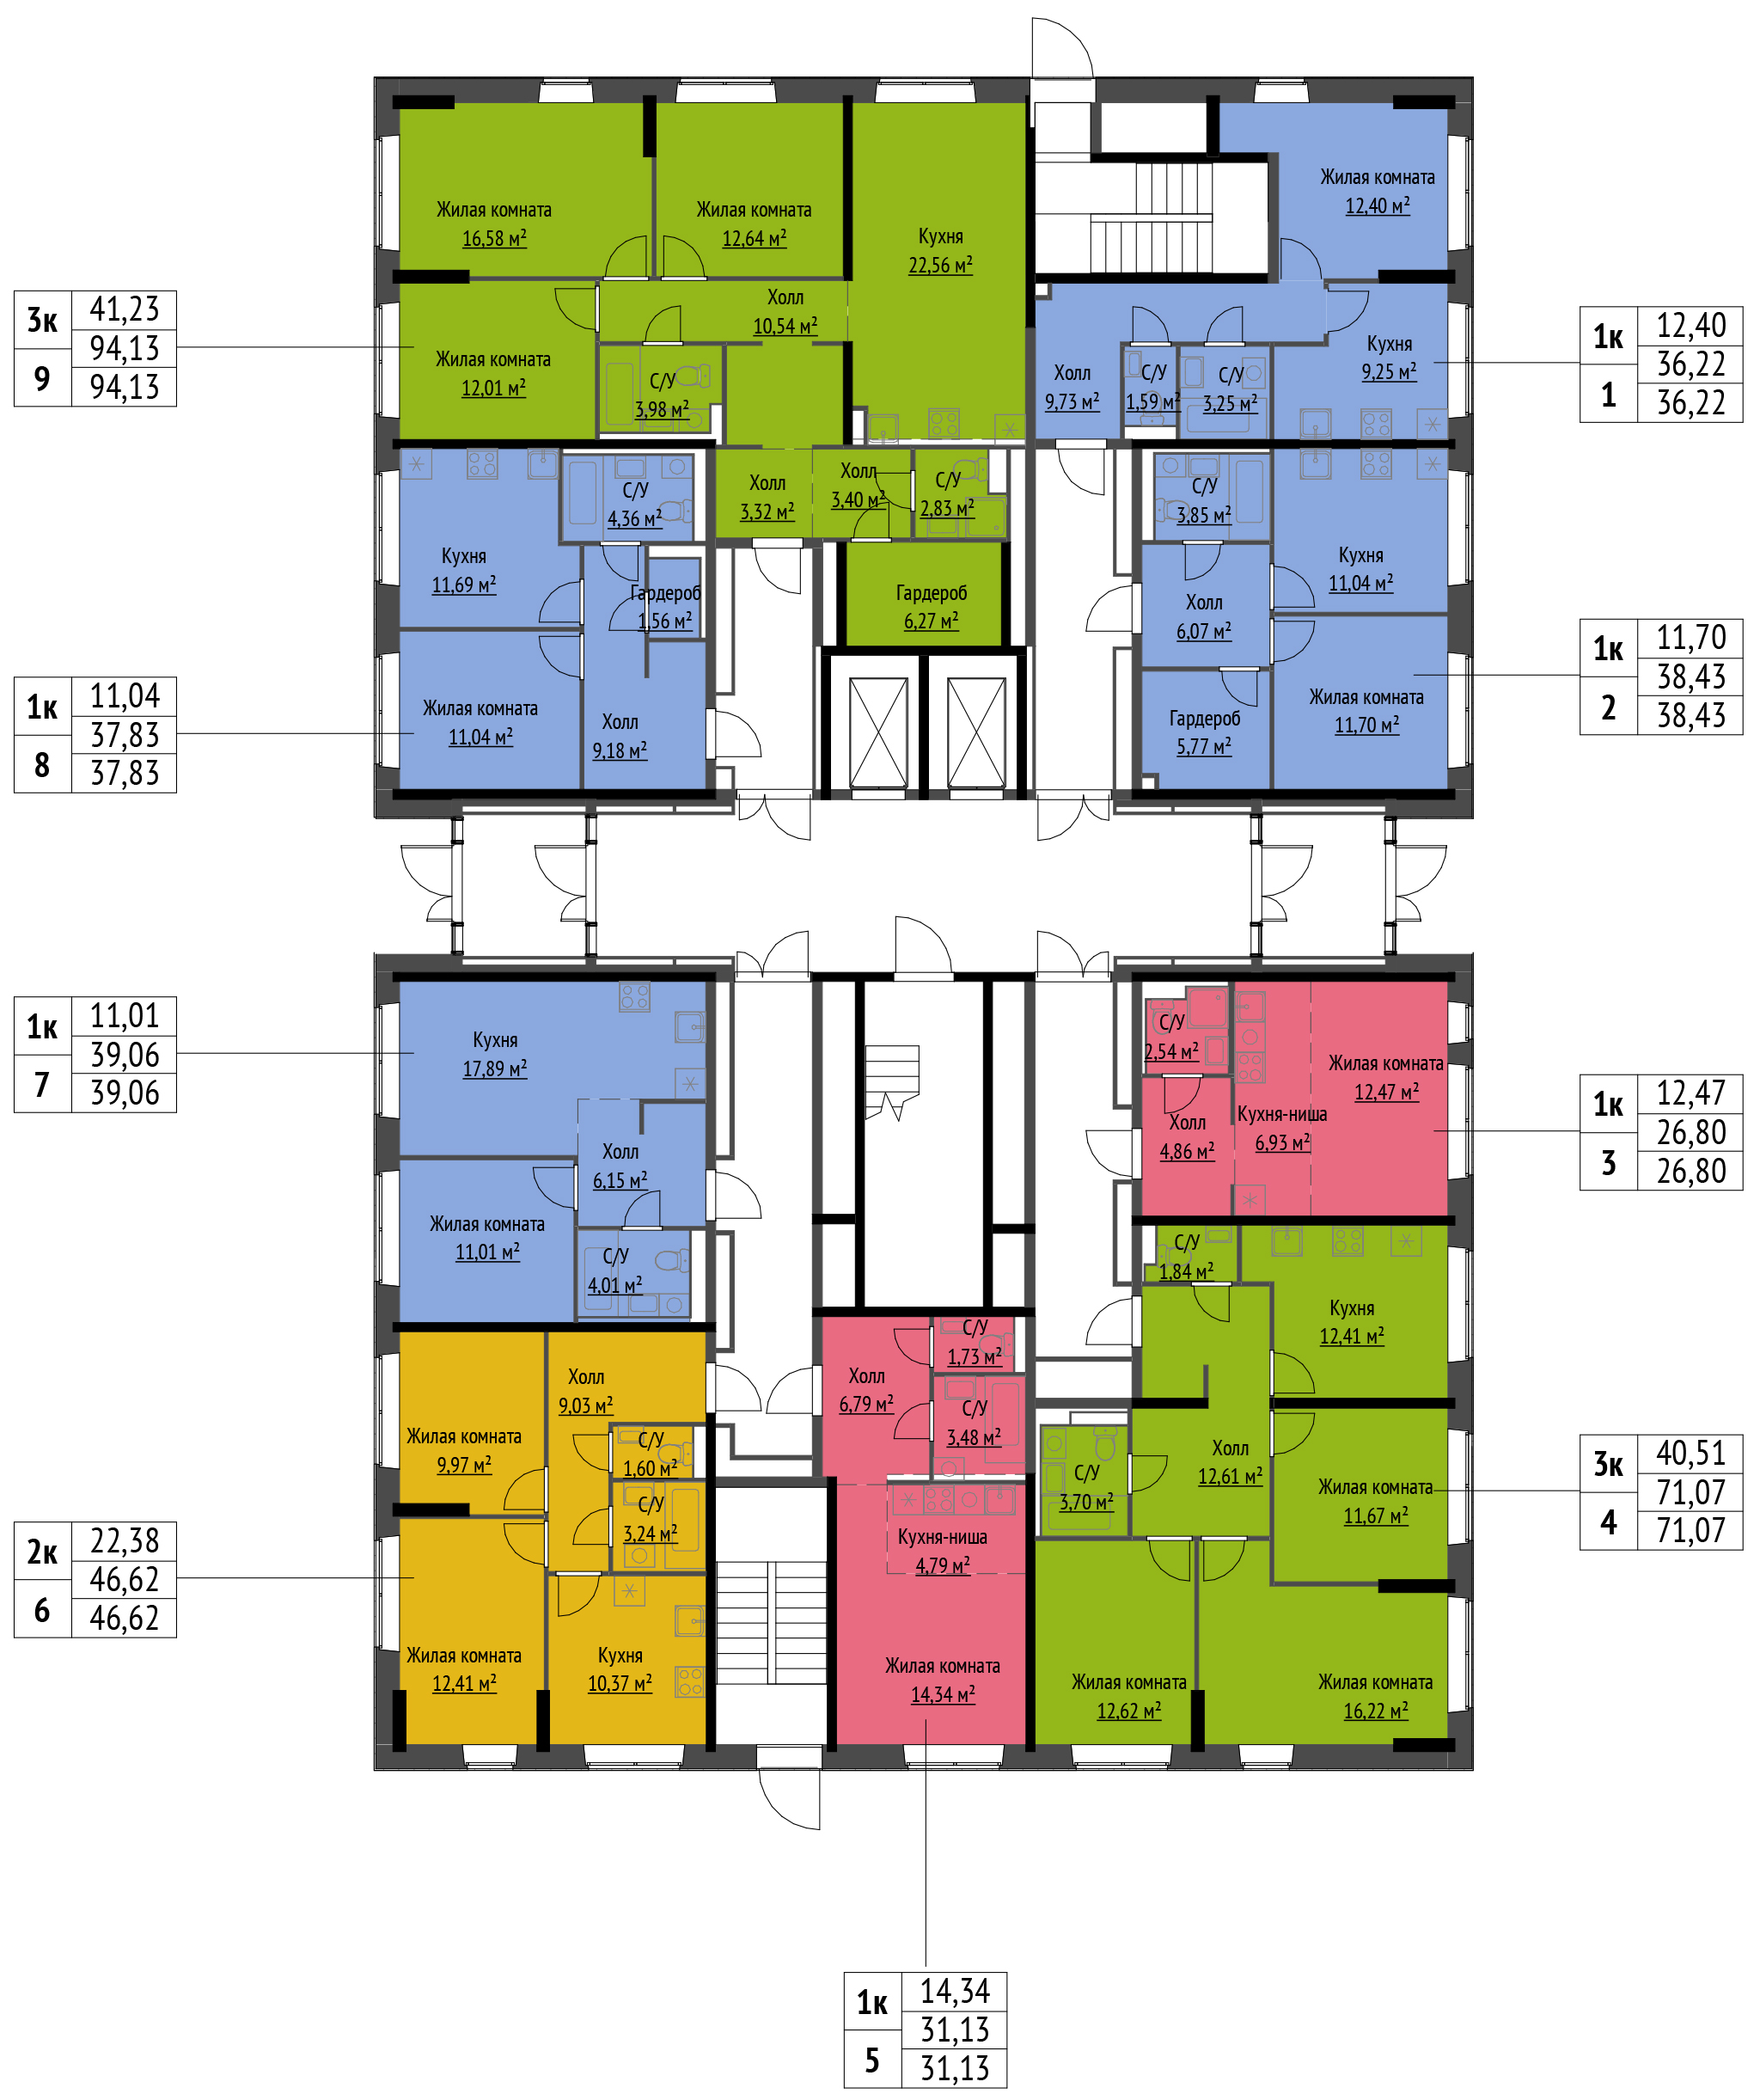 3к
9
41,23
94,13
94,13
Жилая комната
16,58 м²
Жилая комната
12,64 м²
Кухня
22,56 м²
Холл
10,54 м²
Жилая комната
12,01 м²
С/У
3,98 м²
Холл
3,32 м²
Холл
3,40 м²
С/У
2,83 м²
Гардероб
6,27 м²
Жилая комната
12,40 м²
Кухня
9,25 м²
Холл
9,73 м²
С/У
1,59 м²
С/У
3,25 м²
1к
1
12,40
36,22
36,22
С/У
3,85 м²
Кухня
11,04 м²
Холл
6,07 м²
Гардероб
5,77 м²
Жилая комната
11,70 м²
1к
2
11,70
38,43
38,43
1к
8
11,04
37,83
37,83
С/У
4,36 м²
Кухня
11,69 м²
Гардероб
1,56 м²
Жилая комната
11,04 м²
Холл
9,18 м²
1к
7
11,01
39,06
39,06
Кухня
17,89 м²
Холл
6,15 м²
Жилая комната
11,01 м²
С/У
4,01 м²
С/У
2,54 м²
Жилая комната
12,47 м²
Кухня-ниша
6,93 м²
Холл
4,86 м²
1к
3
12,47
26,80
26,80
С/У
1,84 м²
Кухня
12,41 м²
Холл
12,61 м²
С/У
3,70 м²
Жилая комната
11,67 м²
Жилая комната
12,62 м²
Жилая комната
16,22 м²
3к
4
40,51
71,07
71,07
2к
6
22,38
46,62
46,62
Холл
9,03 м²
Жилая комната
9,97 м²
С/У
1,60 м²
С/У
3,24 м²
Жилая комната
12,41 м²
Кухня
10,37 м²
С/У
1,73 м²
Холл
6,79 м²
С/У
3,48 м²
Кухня-ниша
4,79 м²
Жилая комната
14,34 м²
1к
5
14,34
31,13
31,13